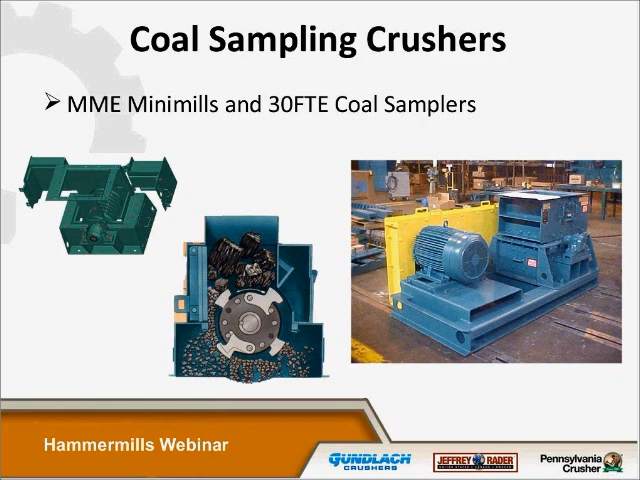 Coal Sampling Crushers
MME Minimills and 30FTE Coal Samplers
Hammermills Webinar
GUNDLACH
CRUSHERS
JEFFREY RADER
Pennsylvania
Crusher